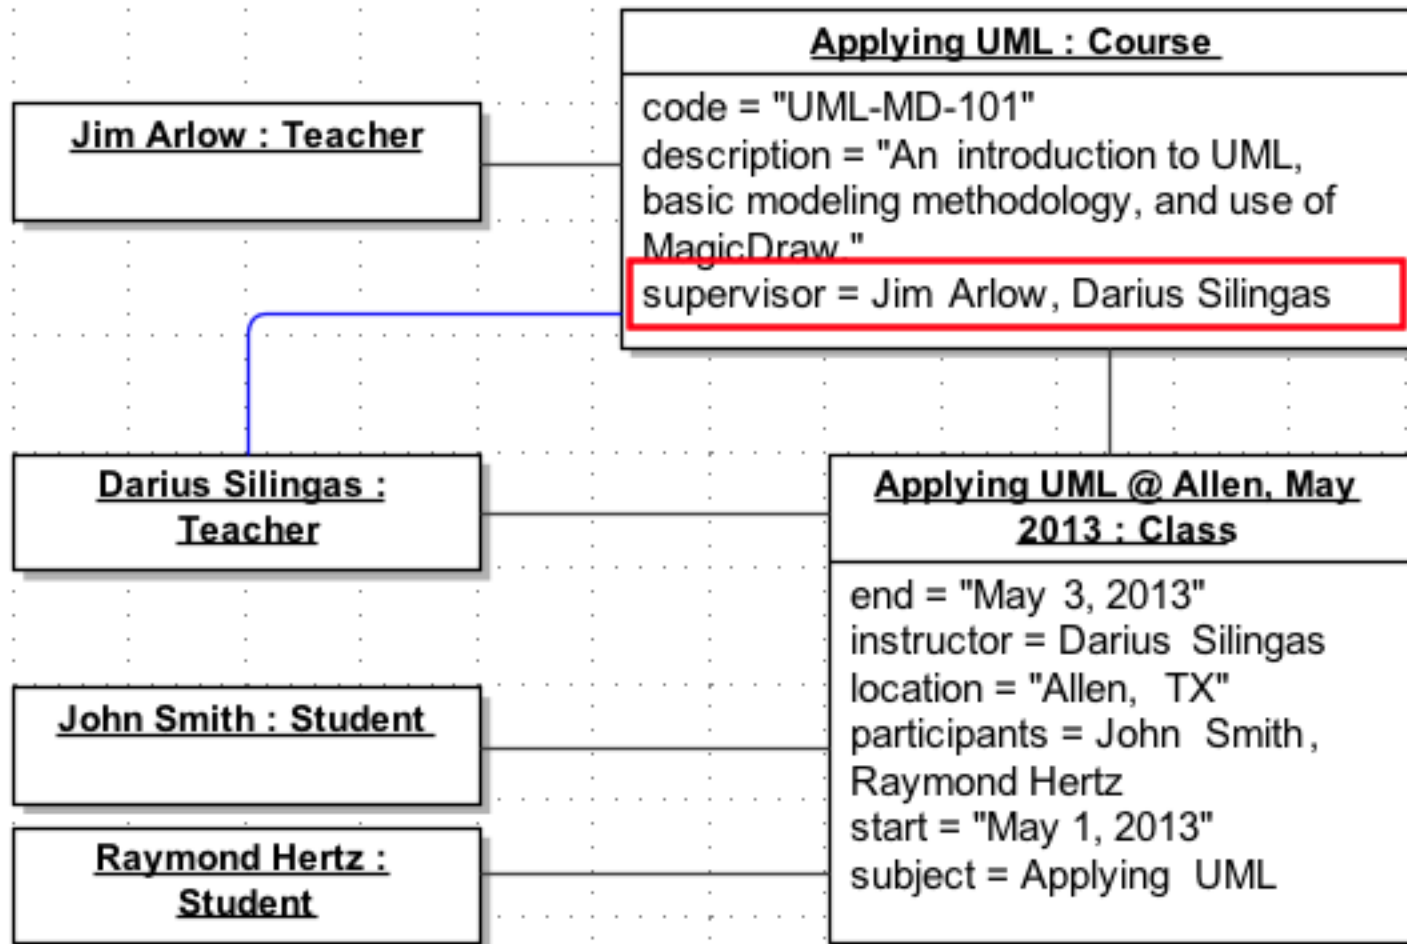 Applying UML : Course
code = "UML-MD-101"
description = "An introduction to UML,
basic modeling methodology, and use of
MagicDraw."
supervisor = Jim Arlow, Darius Silingas
Jim Arlow : Teacher
Darius Silingas :
Teacher
Applying UML @ Allen, May
2013 : Class
end = "May 3, 2013"
instructor = Darius Silingas
location = "Allen, TX"
participants = John Smith,
Raymond Hertz
start = "May 1, 2013"
subject = Applying UML
John Smith : Student
Raymond Hertz :
Student